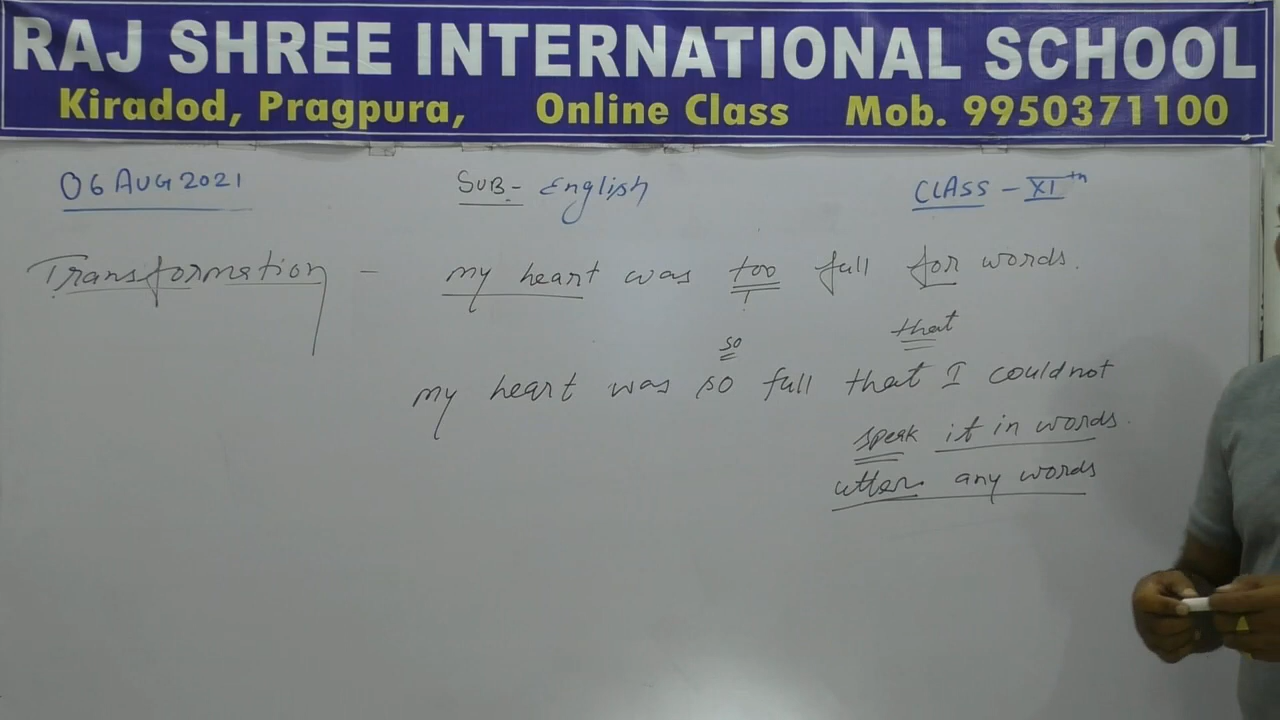 RAJ SHREE INTERNATIONAL SCHOOL
Kiradod, Pragpura, Online Class Mob. 9950371100
06 AUG 2021 SUB- English CLASS - XIth
Transformation - my heart was too full for words.
so that
my heart was so full that I could not
speak it in words.
utter any words